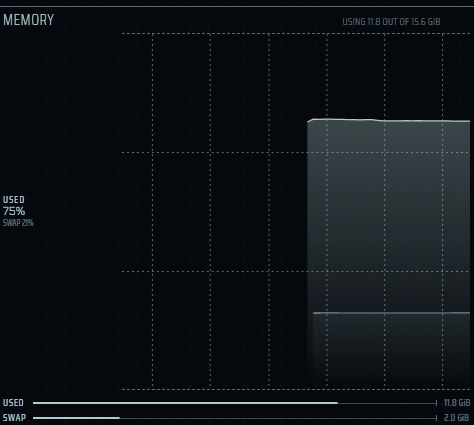 MEMORY
USING 11.8 OUT OF 15.6 GIB
USED
75%
SWAP 21%
USED 11.8 GiB
SWAP 2.0 GiB